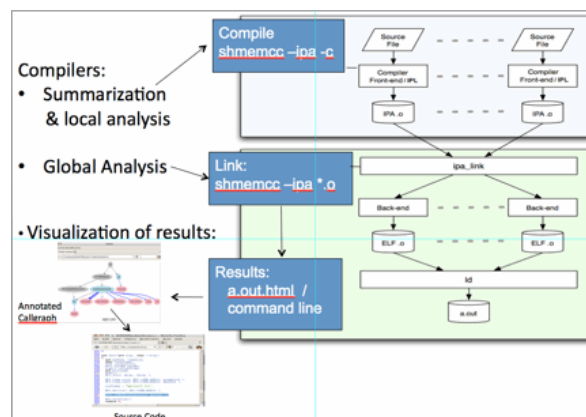 Compilers:
• Summarization
& local analysis
• Global Analysis
• Visualization of results:
Annotated
Callgraph
Source Code
Compile
shmemcc –ipa -c
Link:
shmemcc –ipa *.o
Results:
a.out.html /
command line
Source
File
Source
File
Compiler
Front-end / IPL
Compiler
Front-end / IPL
IPA .o
IPA .o
ipa_link
Back-end
Back-end
ELF .o
ELF .o
ld
a.out